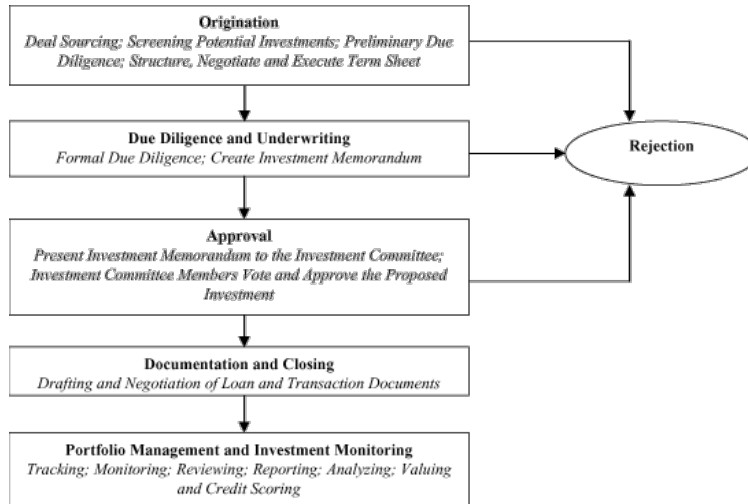 Origination
Deal Sourcing; Screening Potential Investments; Preliminary Due
Diligence; Structure, Negotiate and Execute Term Sheet
Due Diligence and Underwriting
Formal Due Diligence; Create Investment Memorandum
Rejection
Approval
Present Investment Memorandum to the Investment Committee;
Investment Committee Members Vote and Approve the Proposed
Investment
Documentation and Closing
Drafting and Negotiation of Loan and Transaction Documents
Portfolio Management and Investment Monitoring
Tracking; Monitoring; Reviewing; Reporting; Analyzing; Valuing
and Credit Scoring